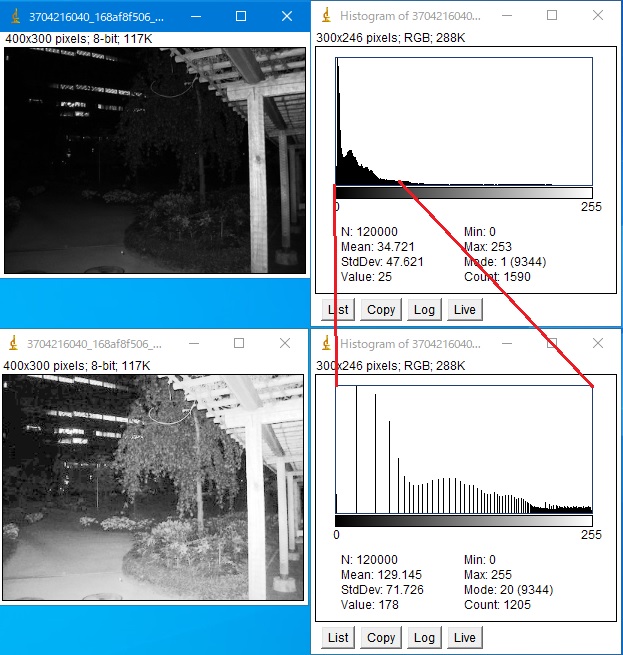 3704216040_168af8f506_...
Histogram of 3704216040...
400x300 pixels; 8-bit; 117K
300x246 pixels; RGB; 288K
0
255
N: 120000
Min: 0
Mean: 34.721
Max: 253
StdDev: 47.621
Mode: 1 (9344)
Value: 25
Count: 1590
List
Copy
Log
Live
3704216040_168af8f506_...
Histogram of 3704216040...
400x300 pixels; 8-bit; 117K
300x246 pixels; RGB; 288K
0
255
N: 120000
Min: 0
Mean: 129.145
Max: 255
StdDev: 71.726
Mode: 20 (9344)
Value: 178
Count: 1205
List
Copy
Log
Live